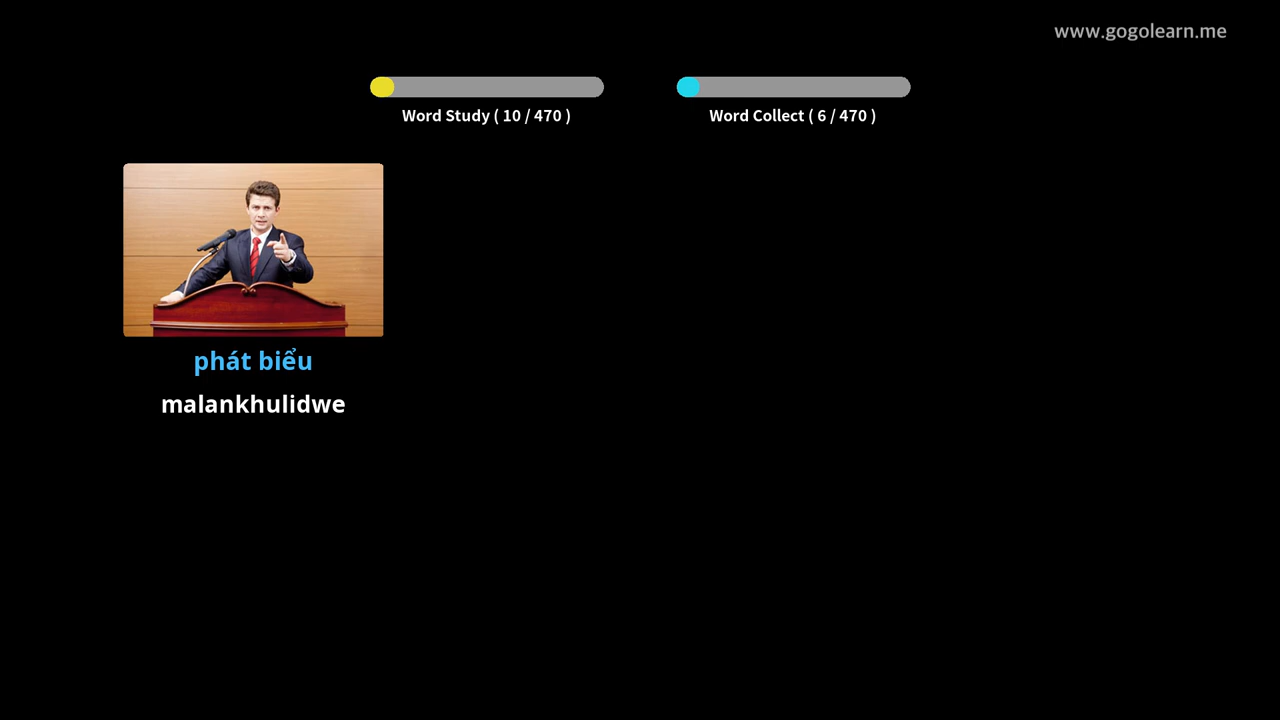 www.gogolearn.me
Word Study ( 10 / 470 )
Word Collect ( 6 / 470 )
phát biểu
malankhulidwe